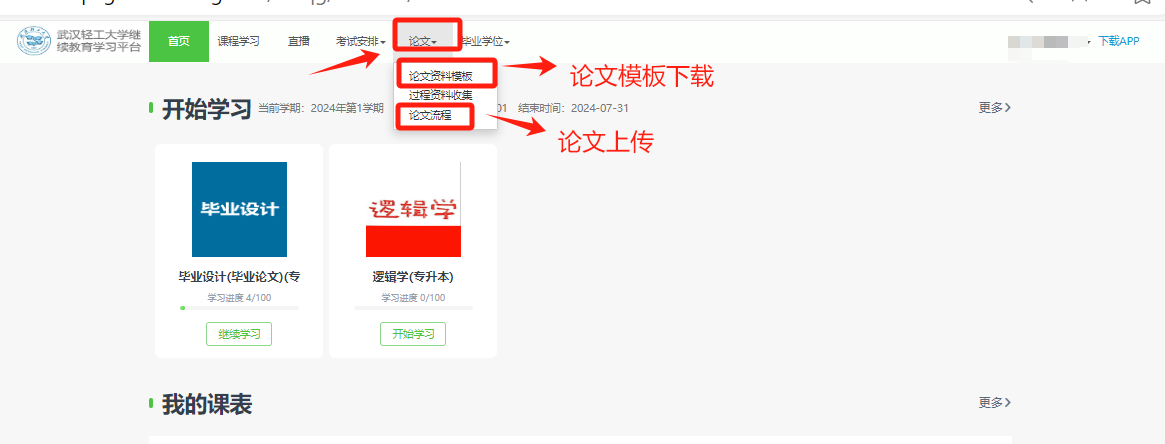 武汉轻工大学继
续教育学习平台
首页 课程学习 直播 考试安排 论文 毕业学位 下载APP
论文资料模板
过程资料收集
论文流程
论文模板下载
论文上传
开始学习 当前学期：2024年第1学期 01 结束时间：2024-07-31 更多
毕业设计
逻辑学
毕业设计(毕业论文)(专
学习进度 4/100
继续学习
逻辑学(专升本)
学习进度 0/100
开始学习
我的课表 更多